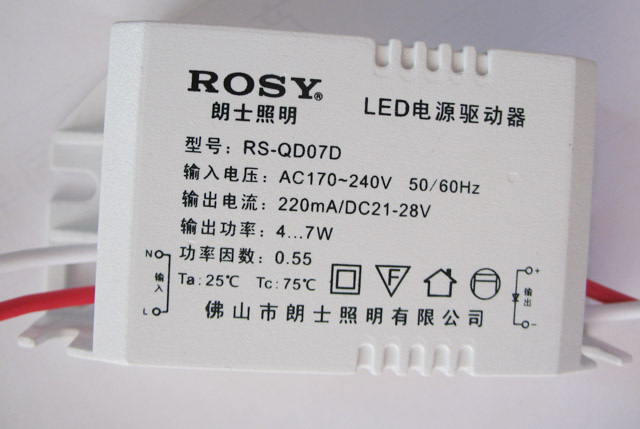 ROSY®
朗士照明
LED电源驱动器
型号：RS-QD07D
输入电压：AC170~240V 50/60Hz
输出电流：220mA/DC21-28V
输出功率：4...7W
功率因数：0.55
Ta:25℃ Tc:75℃ F
N
输入
L
+
输出
-
佛山市朗士照明有限公司